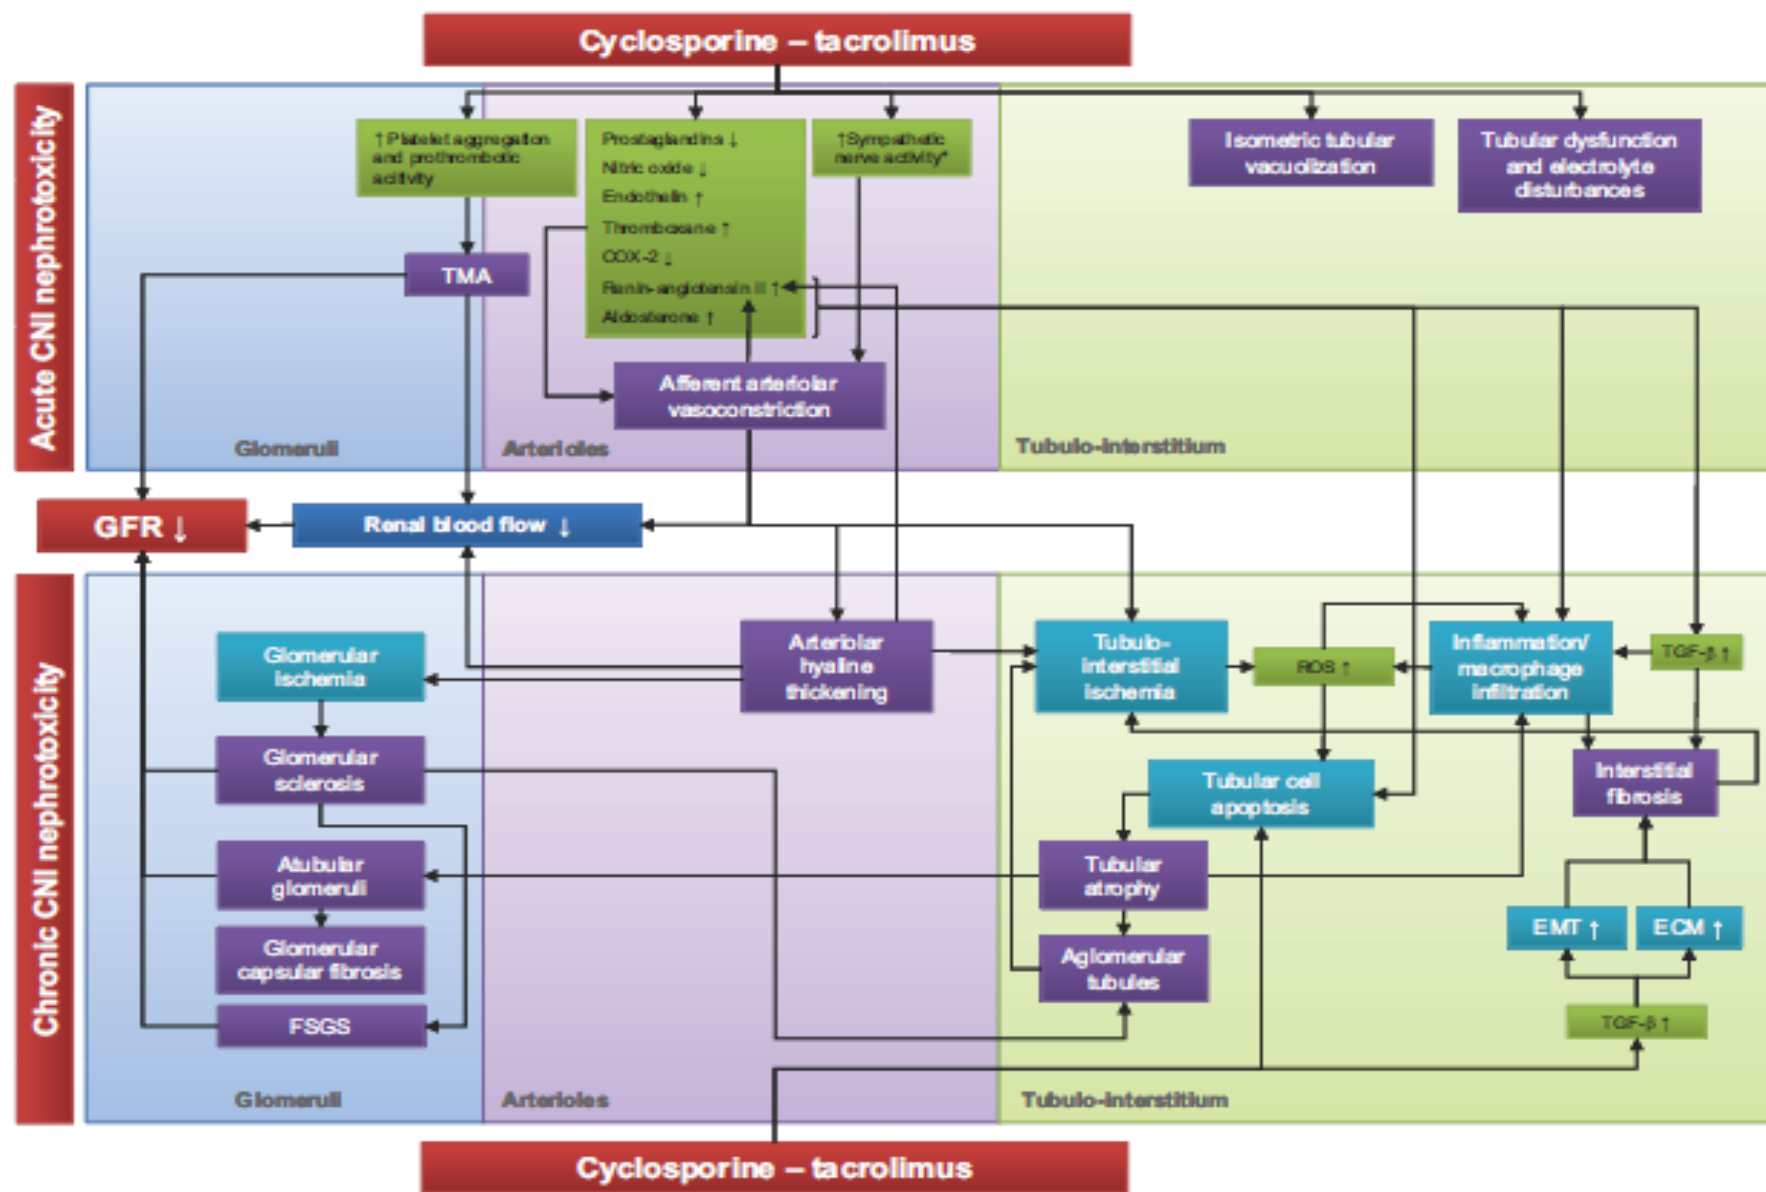 Cyclosporine – tacrolimus
Acute CNI nephrotoxicity
↑ Platelet aggregation
and prothrombotic
acitivity
Prostaglandins ↓
Nitric oxide ↓
Endothelin ↑
Thromboxane ↑
COX-2 ↓
Renin-angiotensin II ↑
Aldosterone ↑
↑Sympathetic
nerve activity*
Isometric tubular
vacuolization
Tubular dysfunction
and electrolyte
disturbances
TMA
Afferent arteriolar
vasoconstriction
Glomeruli
Arterioles
Tubulo-interstitium
GFR ↓
Renal blood flow ↓
Chronic CNI nephrotoxicity
Glomerular
ischemia
Arteriolar
hyaline
thickening
Tubulo-
interstitial
ischemia
ROS ↑
Inflammation/
macrophage
infiltration
TGF-β ↑
Glomerular
sclerosis
Tubular cell
apoptosis
Interstitial
fibrosis
Atubular
glomeruli
Tubular
atrophy
Glomerular
capsular fibrosis
Aglomerular
tubules
EMT ↑
ECM ↑
FSGS
TGF-β ↑
Glomeruli
Arterioles
Tubulo-interstitium
Cyclosporine – tacrolimus